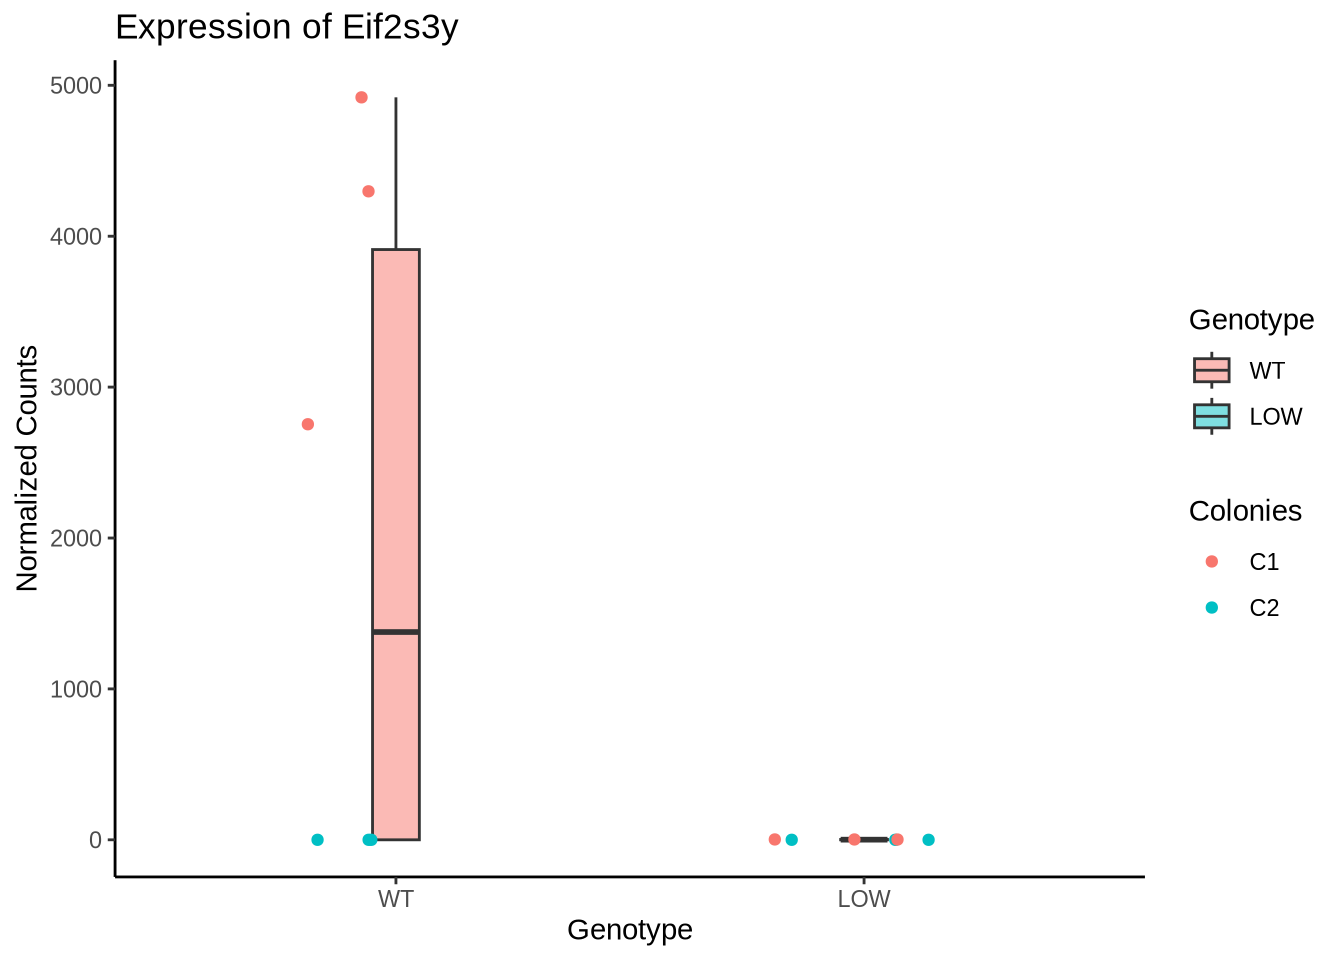 Expression of Eif2s3y
5000
4000
3000
2000
1000
0
Normalized Counts
WT
LOW
Genotype
Genotype
WT
LOW
Colonies
C1
C2